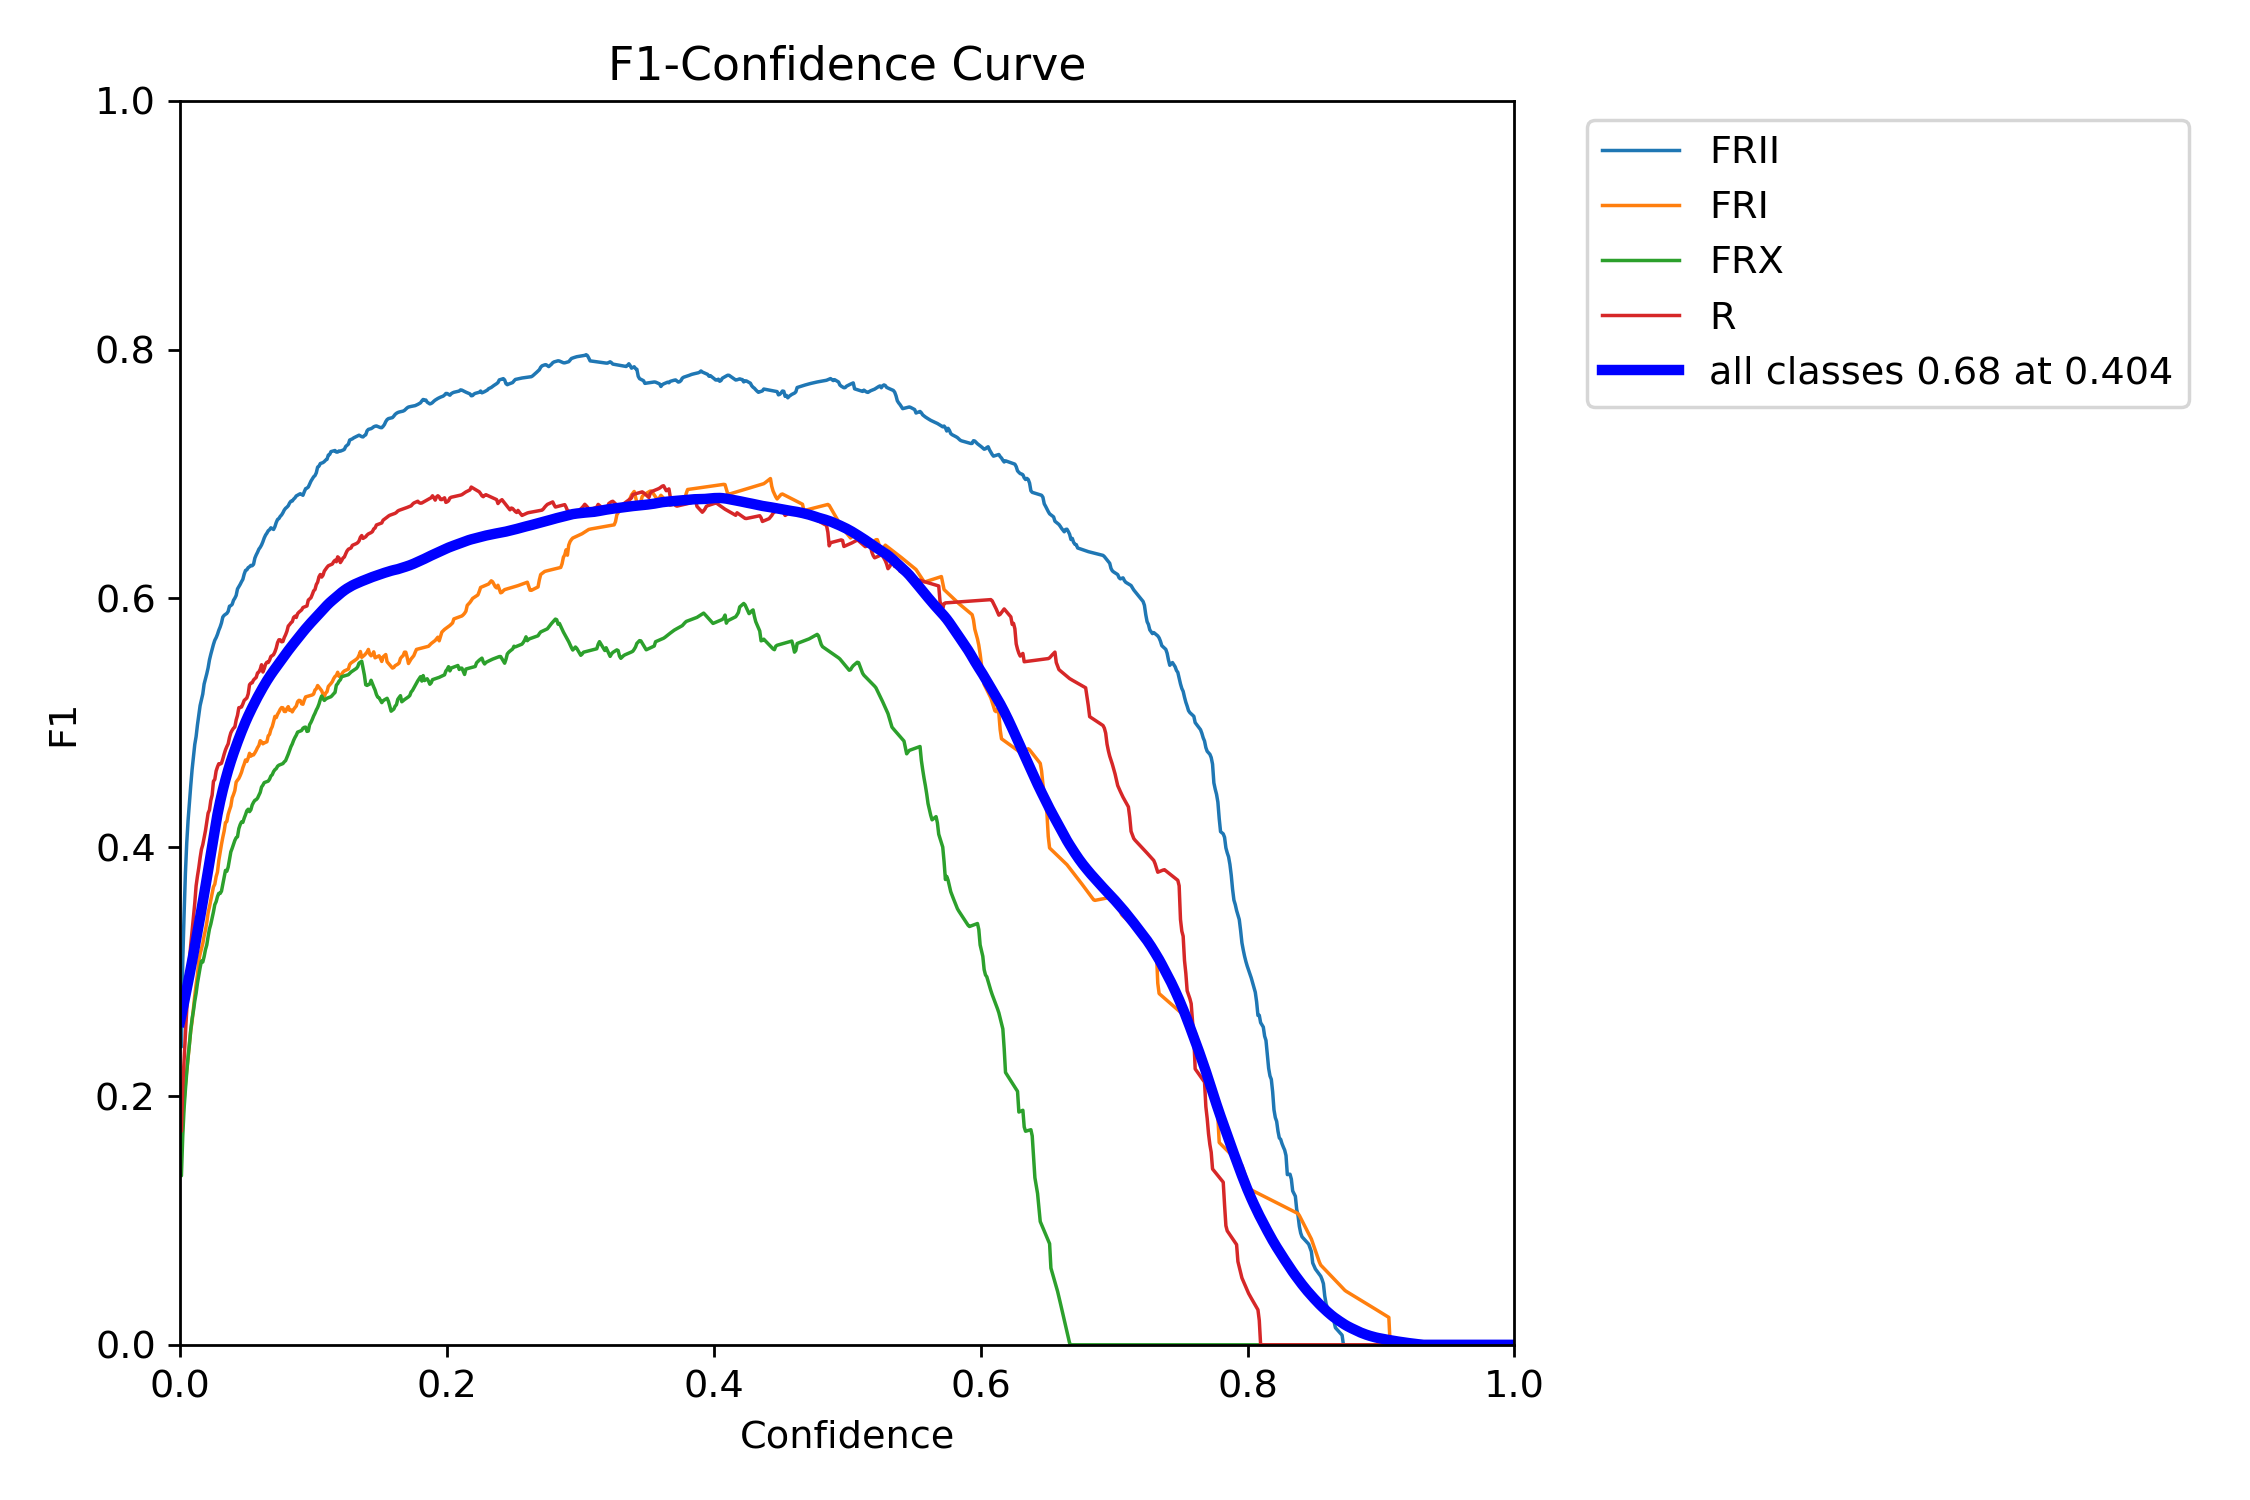 F1-Confidence Curve
1.0
0.8
0.6
0.4
0.2
0.0
F1
0.0 0.2 0.4 0.6 0.8 1.0
Confidence
FRII
FRI
FRX
R
all classes 0.68 at 0.404